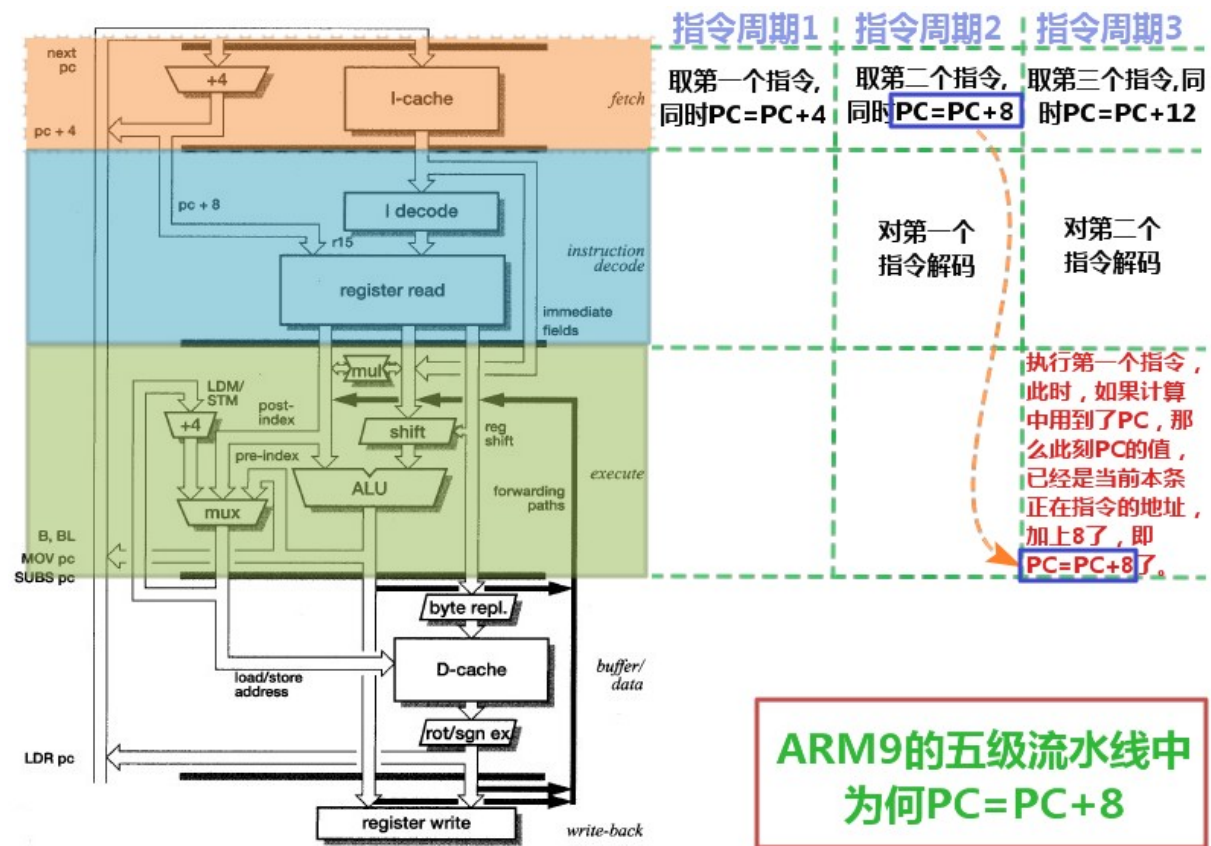 next
pc
+4
I-cache
fetch
pc + 4
pc + 8
I decode
r15
instruction
decode
register read
immediate
fields
mul
LDM/
STM
post-
index
+4
shift
reg
shift
pre-index
execute
ALU
forwarding
paths
mux
B, BL
MOV pc
SUBS pc
byte repl.
D-cache
buffer/
data
load/store
address
rot/sgn ex
LDR pc
register write
write-back
指令周期1
指令周期2
指令周期3
取第一个指令,
同时PC=PC+4
取第二个指令,
同时PC=PC+8
取第三个指令,同
时PC=PC+12
对第一个
指令解码
对第二个
指令解码
执行第一个指令，
此时，如果计算
中用到了PC，那
么此刻PC的值，
已经是当前本条
正在指令的地址，
加上8了，即
PC=PC+8了。
ARM9的五级流水线中
为何PC=PC+8